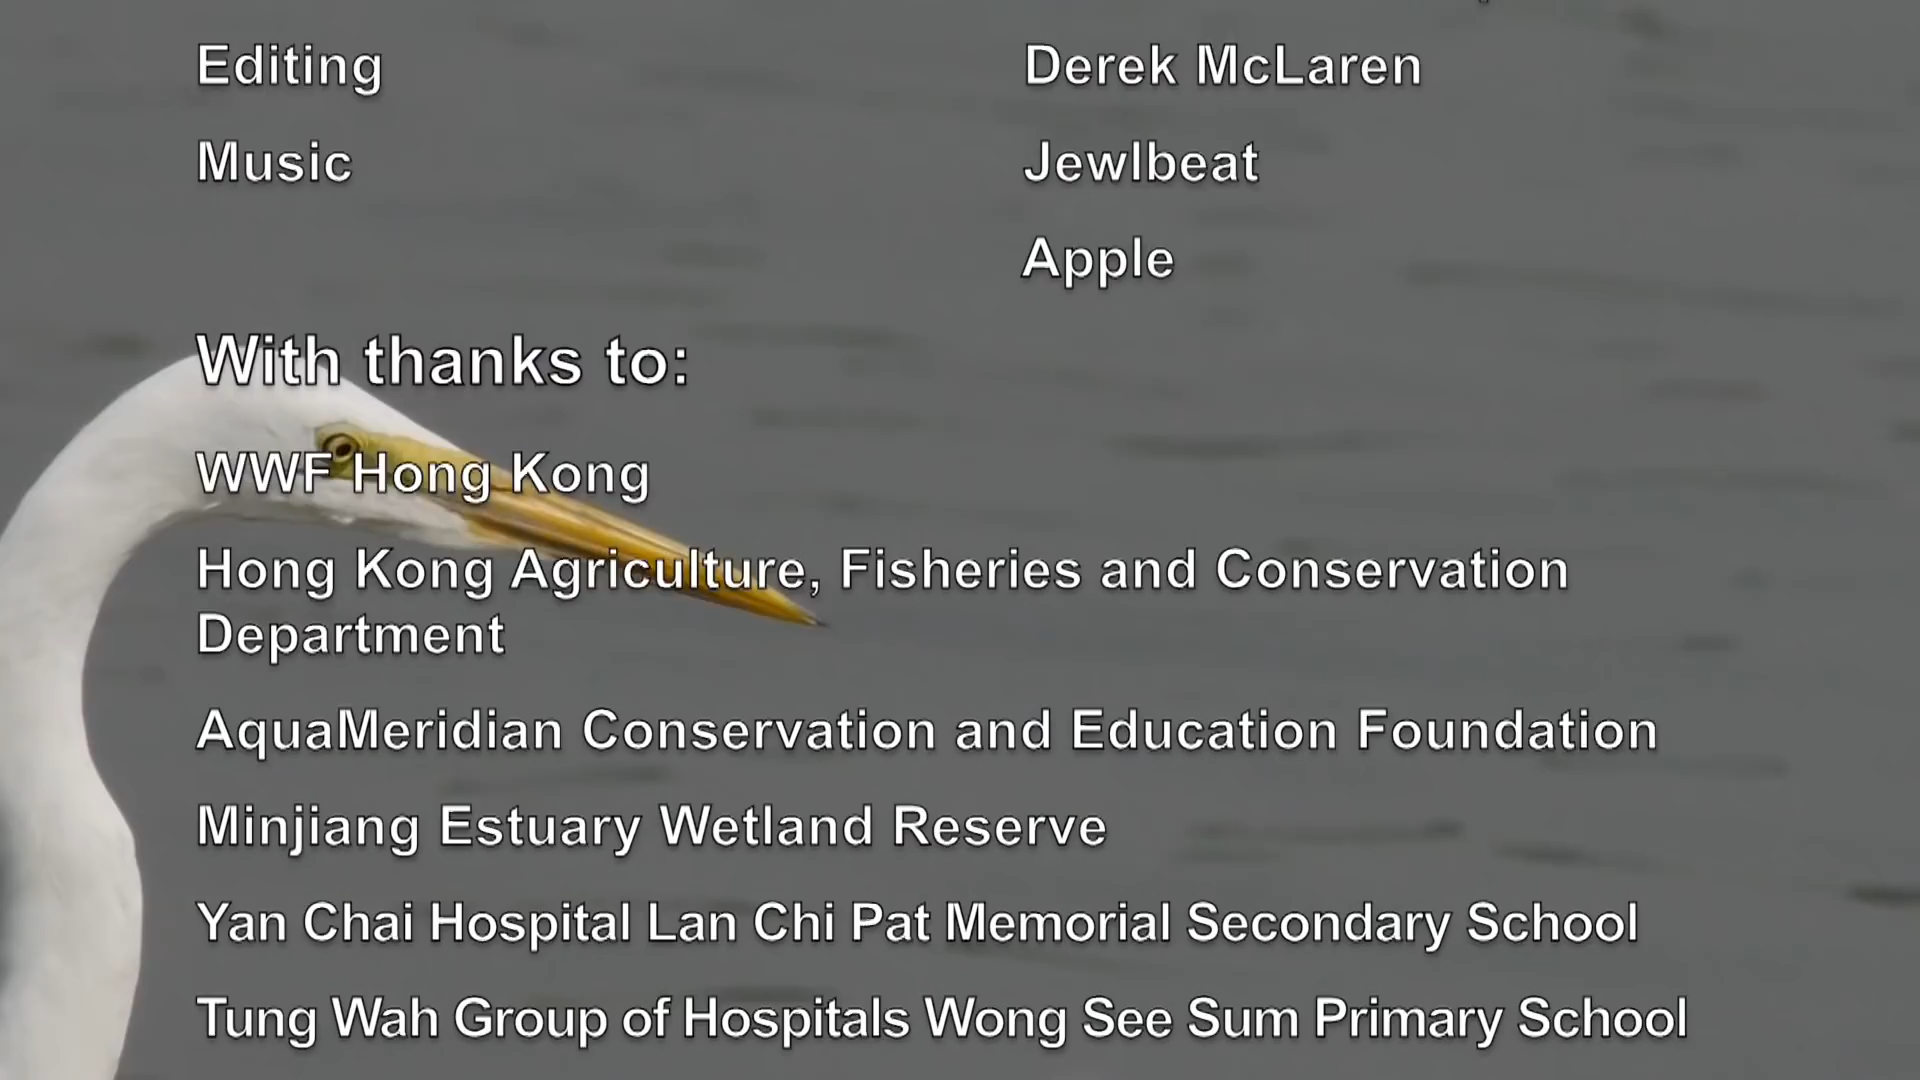 Editing Derek McLaren
Music Jewlbeat
Apple
With thanks to:
WWF Hong Kong
Hong Kong Agriculture, Fisheries and Conservation
Department
AquaMeridian Conservation and Education Foundation
Minjiang Estuary Wetland Reserve
Yan Chai Hospital Lan Chi Pat Memorial Secondary School
Tung Wah Group of Hospitals Wong See Sum Primary School